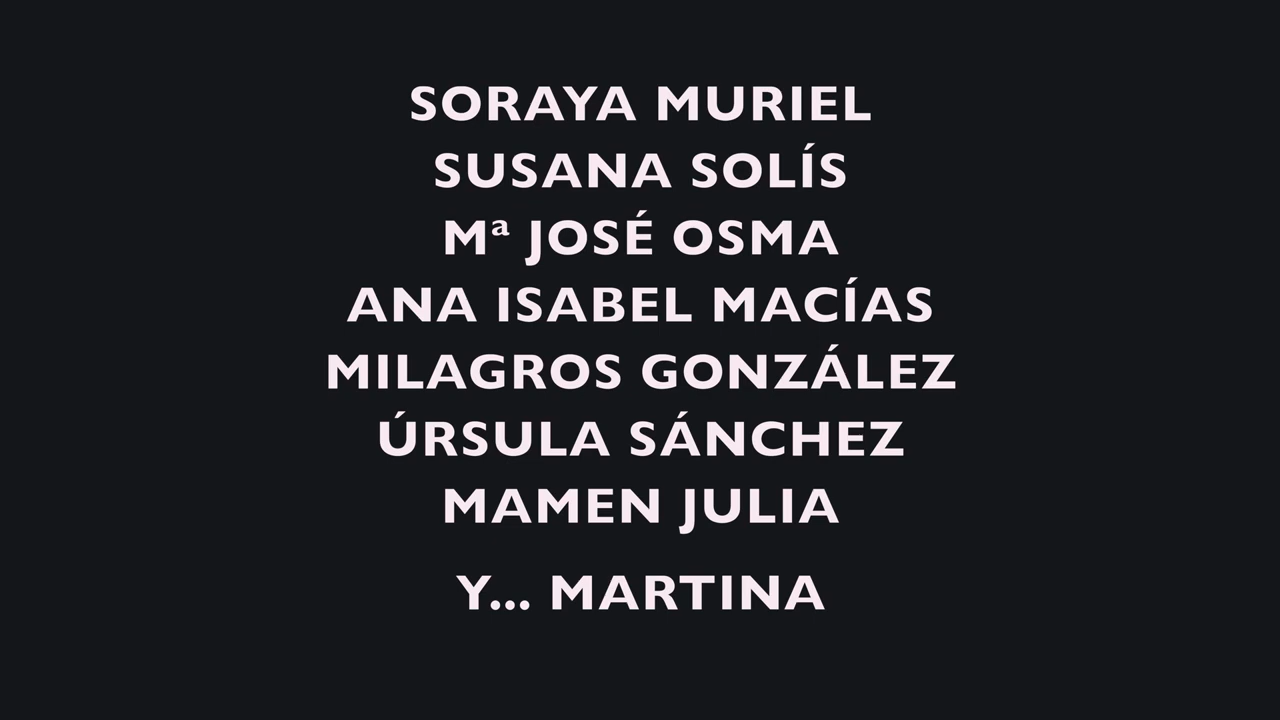 SORAYA MURIEL
SUSANA SOLÍS
Mª JOSÉ OSMA
ANA ISABEL MACÍAS
MILAGROS GONZÁLEZ
ÚRSULA SÁNCHEZ
MAMEN JULIA
Y... MARTINA